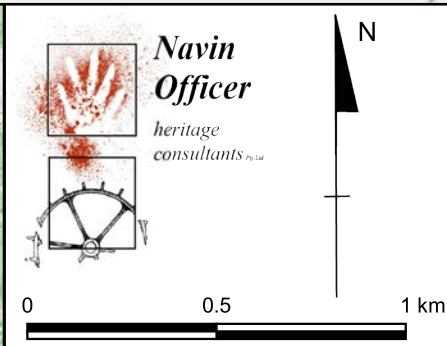 Navin
Officer
heritage
consultants Pty Ltd
N
0 0.5 1 km